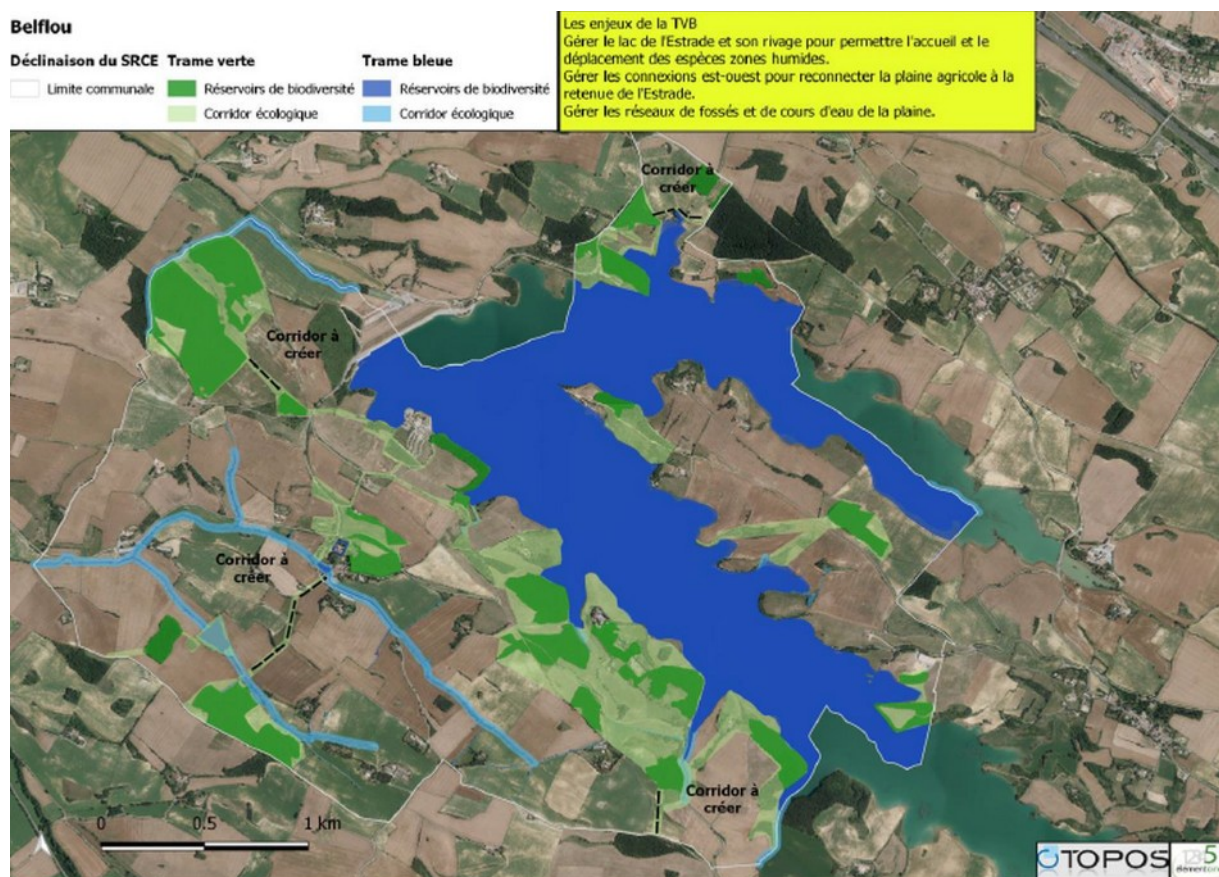 Belflou
Déclinaison du SRCE
Limite communale
Trame verte
Réservoirs de biodiversité
Corridor écologique
Trame bleue
Réservoirs de biodiversité
Corridor écologique
Les enjeux de la TVB
Gérer le lac de l'Estrade et son rivage pour permettre l'accueil et le
déplacement des espèces zones humides.
Gérer les connexions est-ouest pour reconnecter la plaine agricole à la
retenue de l'Estrade.
Gérer les réseaux de fossés et de cours d'eau de la plaine.
Corridor à
créer
Corridor à
créer
Corridor à
créer
Corridor à
créer
0 0.5 1 km
OTOPOS
5